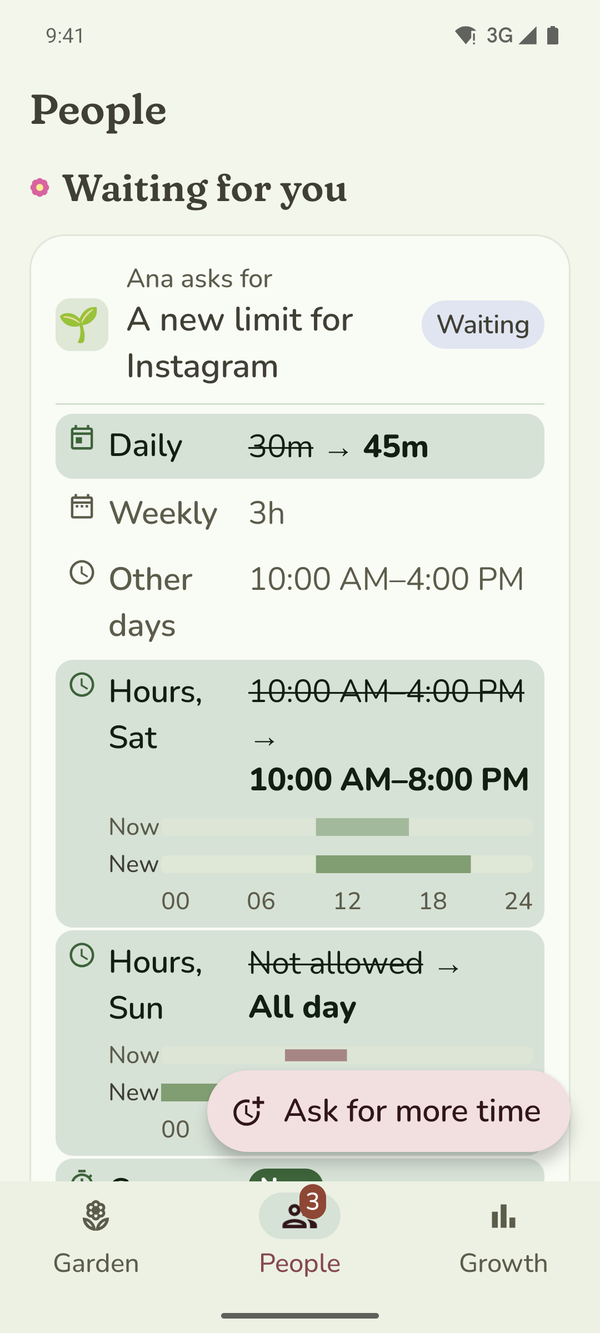 9:41
3G
People
Waiting for you
Ana asks for
A new limit for
Instagram
Waiting
Daily
30m → 45m
Weekly
3h
Other
days
10:00 AM–4:00 PM
Hours,
Sat
10:00 AM–4:00 PM
→
10:00 AM–8:00 PM
Now
New
00 06 12 18 24
Hours,
Sun
Not allowed →
All day
Now
New
00
Ask for more time
3
Garden
People
Growth